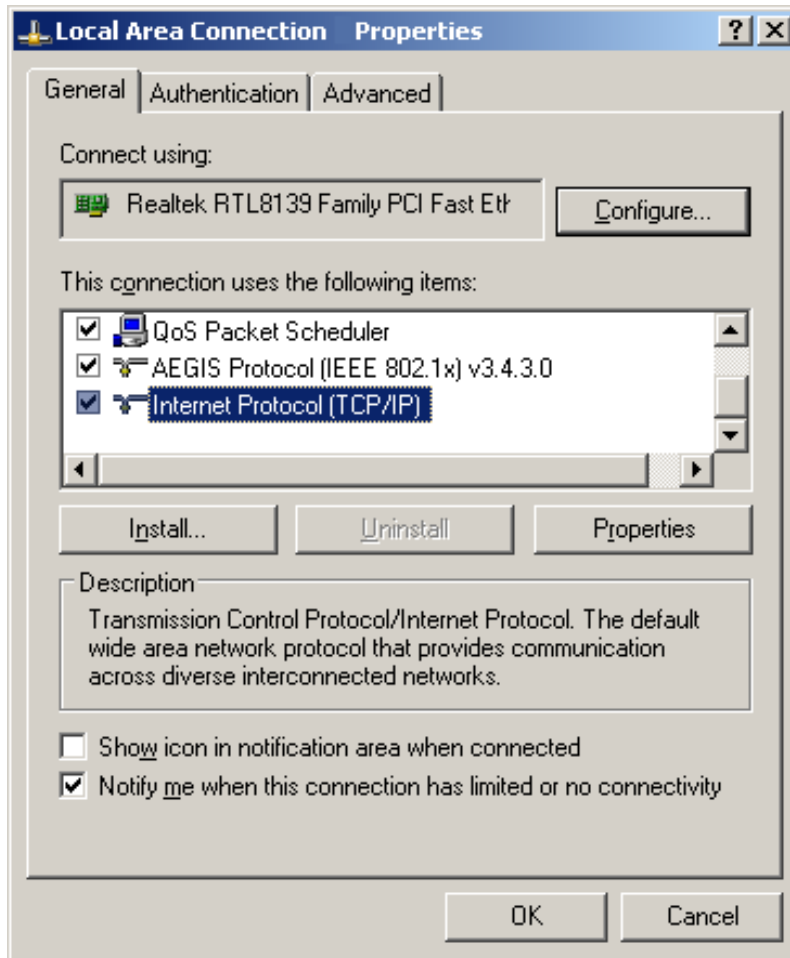 Local Area Connection Properties
General Authentication Advanced
Connect using:
Realtek RTL8139 Family PCI Fast Eth
Configure...
This connection uses the following items:
QoS Packet Scheduler
AEGIS Protocol (IEEE 802.1x) v3.4.3.0
Internet Protocol (TCP/IP)
Install... Uninstall Properties
Description
Transmission Control Protocol/Internet Protocol. The default
wide area network protocol that provides communication
across diverse interconnected networks.
Show icon in notification area when connected
Notify me when this connection has limited or no connectivity
OK Cancel